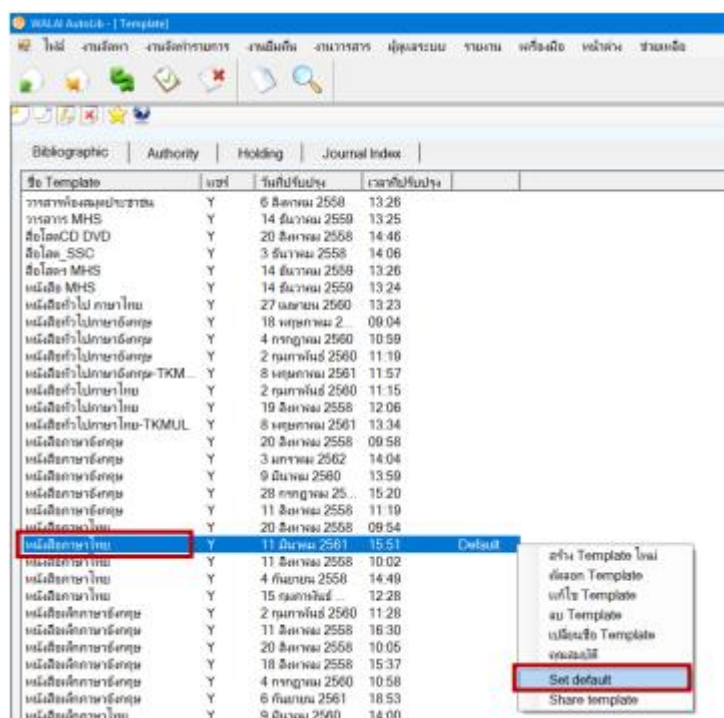 WALAI AutoLib - [ Template]
ไฟล์ งานจัดหา งานจัดทำรายการ งานยืมคืน งานวารสาร ผู้ดูแลระบบ รายงาน เครื่องมือ หน้าต่าง ช่วยเหลือ
Bibliographic Authority Holding Journal Index
ชื่อ Template แชร์ วันที่ปรับปรุง เวลาที่ปรับปรุง
วารสารห้องสมุดประชาชน Y 6 สิงหาคม 2558 13:26
วารสาร MHS Y 14 ธันวาคม 2559 13:25
สื่อโสตCD DVD Y 20 สิงหาคม 2558 14:46
สื่อโสต_SSC Y 3 ธันวาคม 2558 14:06
สื่อโสตฯ MHS Y 14 ธันวาคม 2559 13:26
หนังสือ MHS Y 14 ธันวาคม 2559 13:24
หนังสือทั่วไป ภาษาไทย Y 27 เมษายน 2560 13:23
หนังสือทั่วไปภาษาอังกฤษ Y 18 พฤษภาคม 2... 09:04
หนังสือทั่วไปภาษาอังกฤษ Y 4 กรกฎาคม 2560 10:59
หนังสือทั่วไปภาษาอังกฤษ Y 2 กุมภาพันธ์ 2560 11:19
หนังสือทั่วไปภาษาอังกฤษ-TKM... Y 8 พฤษภาคม 2561 11:57
หนังสือทั่วไปภาษาไทย Y 2 กุมภาพันธ์ 2560 11:15
หนังสือทั่วไปภาษาไทย Y 19 สิงหาคม 2558 12:06
หนังสือทั่วไปภาษาไทย-TKMUL Y 8 พฤษภาคม 2561 13:34
หนังสือภาษาอังกฤษ Y 20 สิงหาคม 2558 09:58
หนังสือภาษาอังกฤษ Y 3 มกราคม 2562 14:04
หนังสือภาษาอังกฤษ Y 9 มีนาคม 2560 13:59
หนังสือภาษาอังกฤษ Y 28 กรกฎาคม 25... 15:20
หนังสือภาษาอังกฤษ Y 11 สิงหาคม 2558 11:19
หนังสือภาษาไทย Y 20 สิงหาคม 2558 09:54
หนังสือภาษาไทย Y 11 มีนาคม 2561 15:51 Default
หนังสือภาษาไทย Y 11 สิงหาคม 2558 10:02
หนังสือภาษาไทย Y 4 กันยายน 2558 14:49
หนังสือภาษาไทย Y 15 กุมภาพันธ์ ... 12:28
หนังสือเด็กภาษาอังกฤษ Y 2 กุมภาพันธ์ 2560 11:28
หนังสือเด็กภาษาอังกฤษ Y 11 สิงหาคม 2558 16:30
หนังสือเด็กภาษาอังกฤษ Y 20 สิงหาคม 2558 10:05
หนังสือเด็กภาษาอังกฤษ Y 18 สิงหาคม 2558 15:37
หนังสือเด็กภาษาอังกฤษ Y 4 กรกฎาคม 2560 10:58
หนังสือเด็กภาษาอังกฤษ Y 6 กันยายน 2561 18:53
หนังสือเด็กภาษาไทย Y 9 มีนาคม 2560 14:00
สร้าง Template ใหม่
คัดลอก Template
แก้ไข Template
ลบ Template
เปลี่ยนชื่อ Template
คุณสมบัติ
Set default
Share template